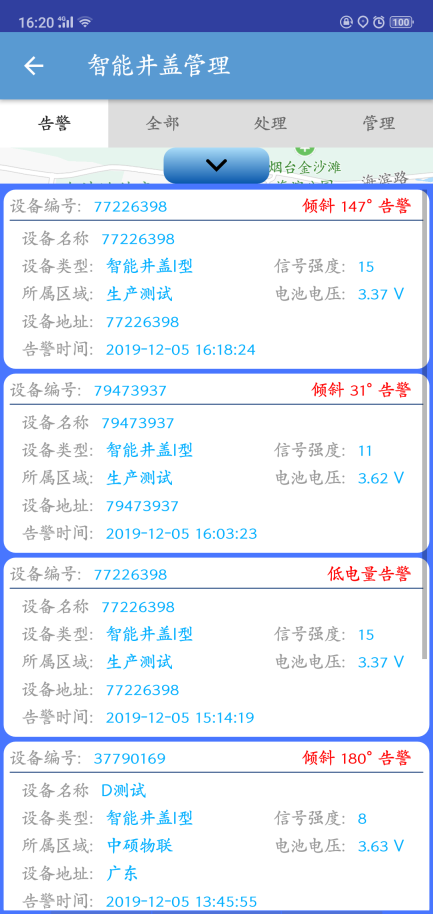 16:20 4G 100
智能井盖管理
告警 全部 处理 管理
烟台金沙滩
海滨路
设备编号: 77226398 倾斜 147° 告警
设备名称 77226398
设备类型: 智能井盖I型 信号强度: 15
所属区域: 生产测试 电池电压: 3.37 V
设备地址: 77226398
告警时间: 2019-12-05 16:18:24
设备编号: 79473937 倾斜 31° 告警
设备名称 79473937
设备类型: 智能井盖I型 信号强度: 11
所属区域: 生产测试 电池电压: 3.62 V
设备地址: 79473937
告警时间: 2019-12-05 16:03:23
设备编号: 77226398 低电量告警
设备名称 77226398
设备类型: 智能井盖I型 信号强度: 15
所属区域: 生产测试 电池电压: 3.37 V
设备地址: 77226398
告警时间: 2019-12-05 15:14:19
设备编号: 37790169 倾斜 180° 告警
设备名称 D测试
设备类型: 智能井盖I型 信号强度: 8
所属区域: 中硕物联 电池电压: 3.63 V
设备地址: 广东
告警时间: 2019-12-05 13:45:55